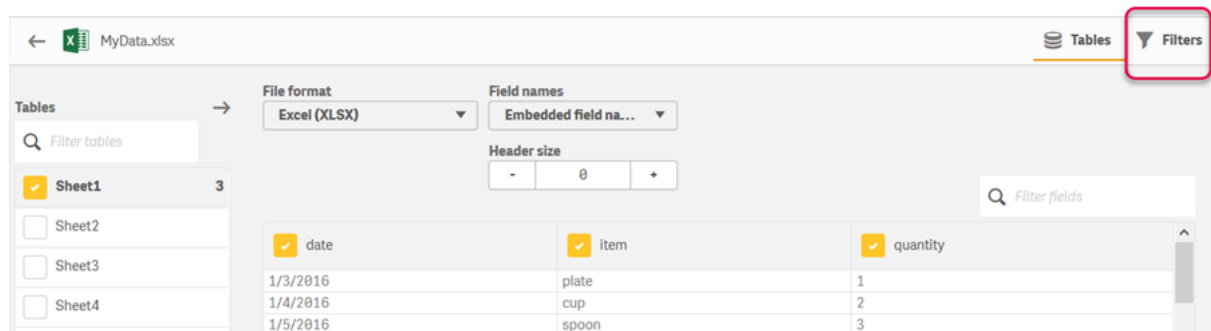 MyData.xlsx
Tables
Filters
Tables
Filter tables
Sheet1 3
Sheet2
Sheet3
Sheet4
File format
Excel (XLSX)
Field names
Embedded field na...
Header size
- 0 +
Filter fields
date item quantity
1/3/2016 plate 1
1/4/2016 cup 2
1/5/2016 spoon 3